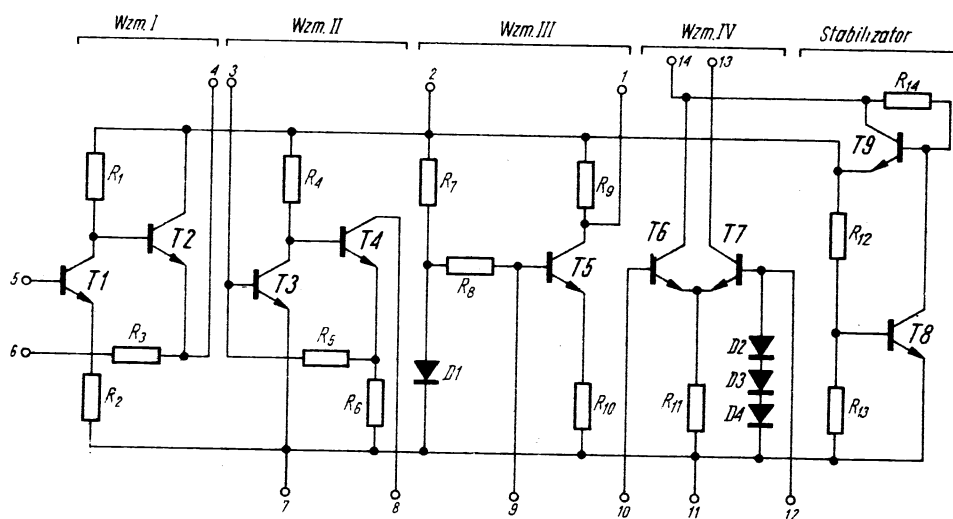 Wzm. I Wzm. II Wzm. III Wzm. IV Stabilizator
4 3 2 1 14 13
R14
T9
R1 R4 R7 R9
T2 T4 T6 T7 R12
5 T1 T3 R8 T5
6 R3 R5 D1 D2 T8
R2 R6 R10 R11 D3 R13
D4
7 8 9 10 11 12